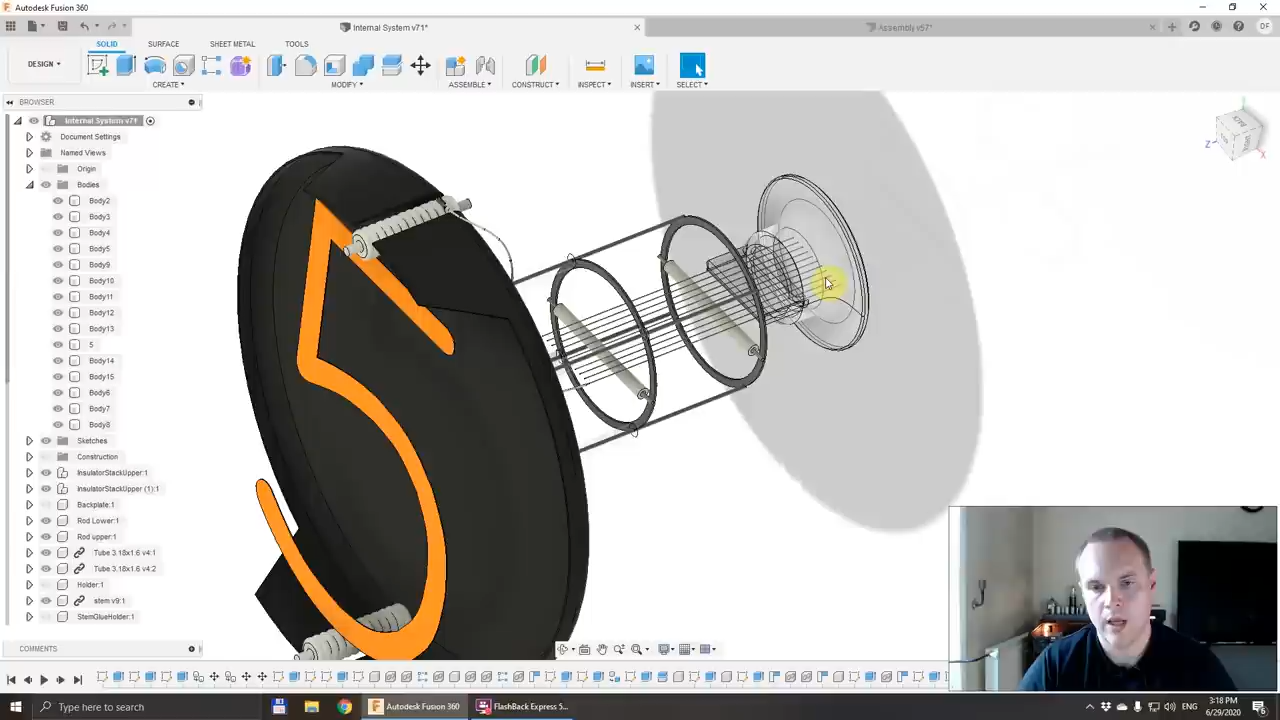 Autodesk Fusion 360
Internal System v71*
Assembly v57*
DF
SOLID SURFACE SHEET METAL TOOLS
DESIGN
CREATE MODIFY ASSEMBLE CONSTRUCT INSPECT INSERT SELECT
BROWSER
Internal System v71
Document Settings
Named Views
Origin
Bodies
Body2
Body3
Body4
Body5
Body9
Body10
Body11
Body12
Body13
5
Body14
Body15
Body6
Body7
Body8
Sketches
Construction
InsulatorStackUpper:1
InsulatorStackUpper (1):1
Backplate:1
Rod Lower:1
Rod upper:1
Tube 3.18x1.6 v4:1
Tube 3.18x1.6 v4:2
Holder:1
stem v9:1
StemGlueHolder:1
COMMENTS
Z
X
Type here to search
Autodesk Fusion 360
FlashBack Express 5...
3:18 PM
6/29/2020